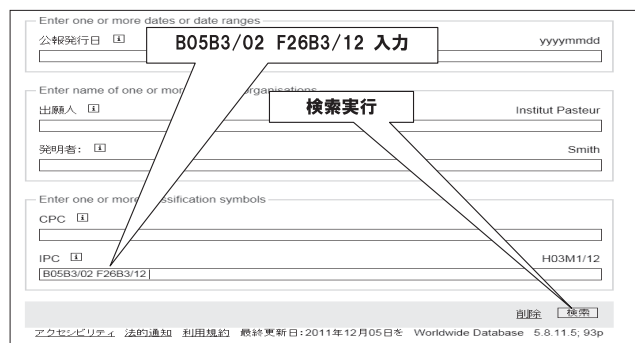 Enter one or more dates or date ranges
公報発行日 i yyyymmdd
B05B3/02 F26B3/12 入力
Enter name of one or mor organisations
出願人 i Institut Pasteur
検索実行
発明者: i Smith
Enter one or more ssification symbols
CPC i
IPC i H03M1/12
B05B3/02 F26B3/12
削除 検索
アクセシビリティ 法的通知 利用規約 最終更新日:2011年12月05日を Worldwide Database 5.8.11.5; 93p